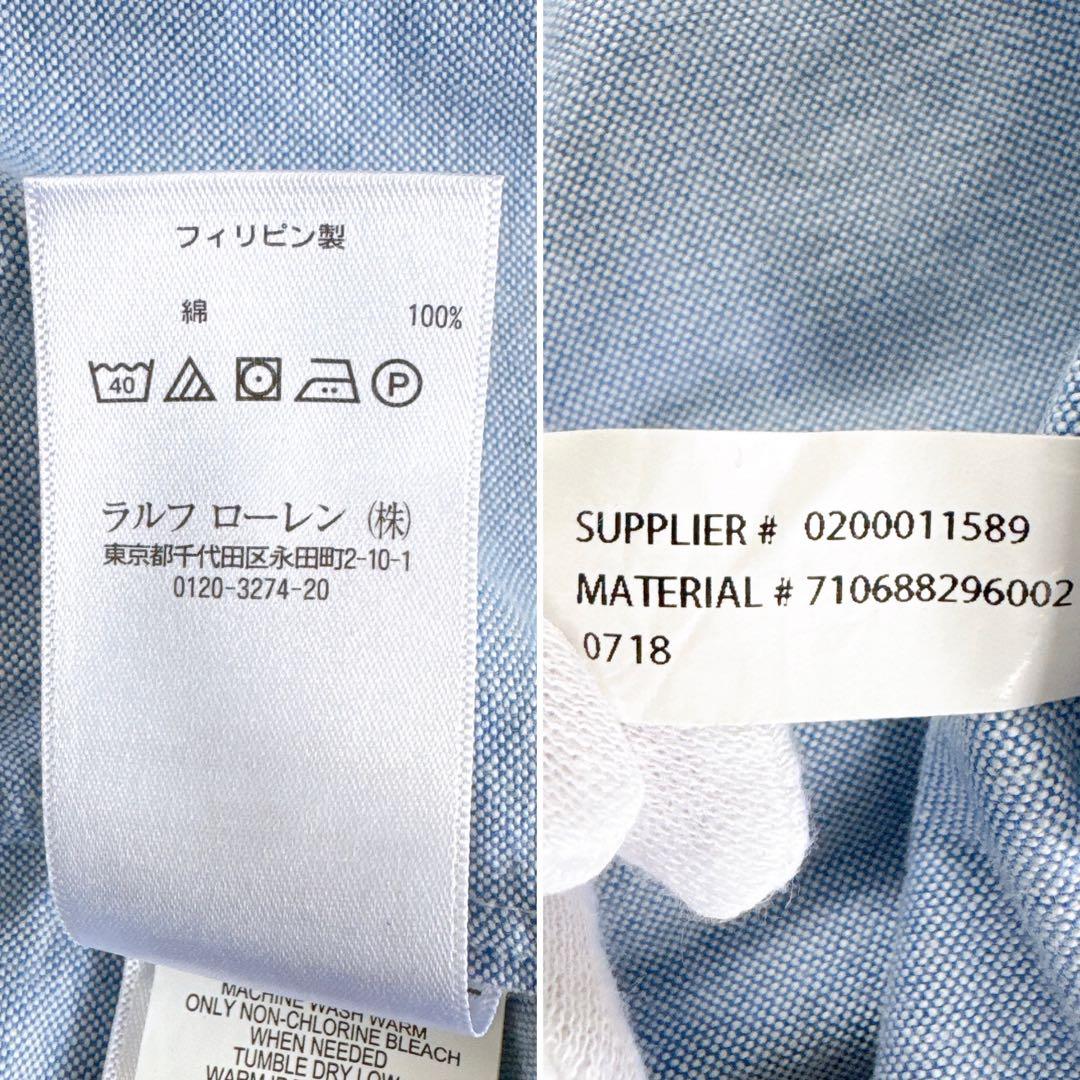 フィリピン製
綿 100%
40 P
ラルフ ローレン (株)
東京都千代田区永田町2-10-1
0120-3274-20
MACHINE WASH WARM
ONLY NON-CHLORINE BLEACH
WHEN NEEDED
TUMBLE DRY LOW
SUPPLIER # 0200011589
MATERIAL # 710688296002
0718